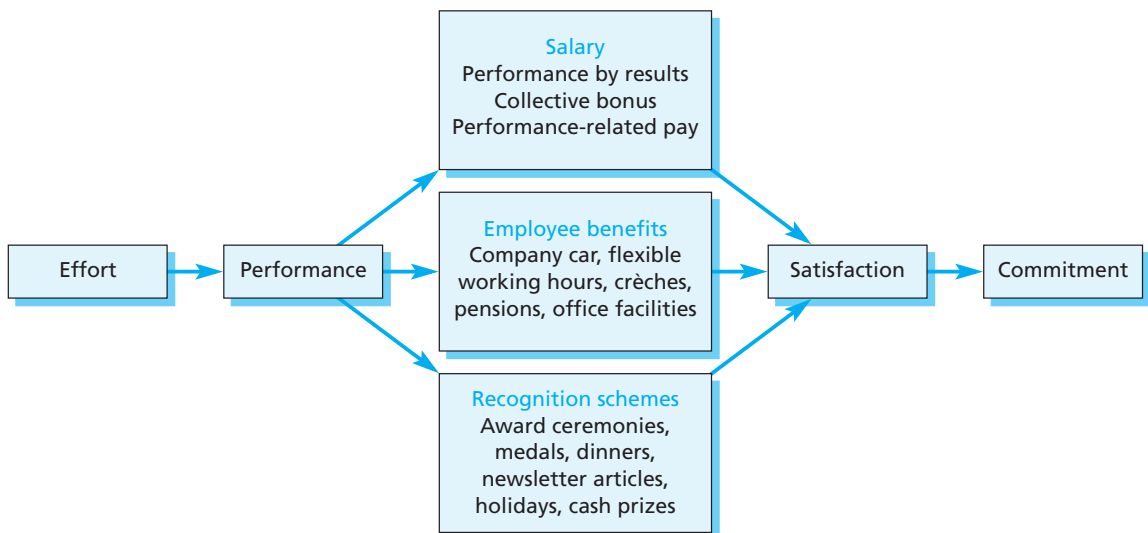 Salary
Performance by results
Collective bonus
Performance-related pay
Effort
Performance
Employee benefits
Company car, flexible
working hours, crèches,
pensions, office facilities
Satisfaction
Commitment
Recognition schemes
Award ceremonies,
medals, dinners,
newsletter articles,
holidays, cash prizes